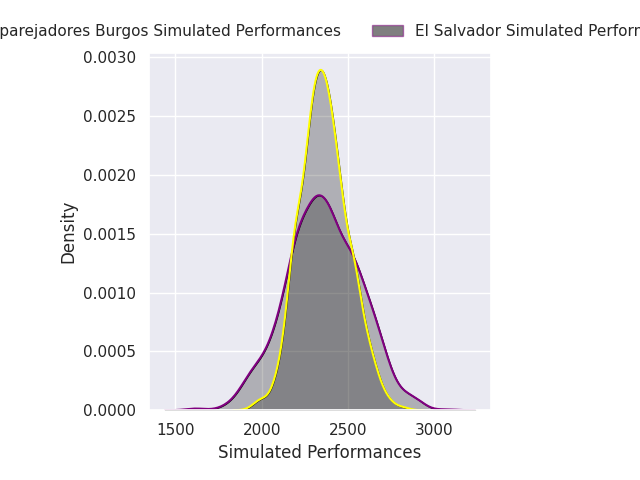 parejadores Burgos Simulated Performances El Salvador Simulated Perfor
0.0030
0.0025
0.0020
0.0015
0.0010
0.0005
0.0000
Density
1500 2000 2500 3000
Simulated Performances